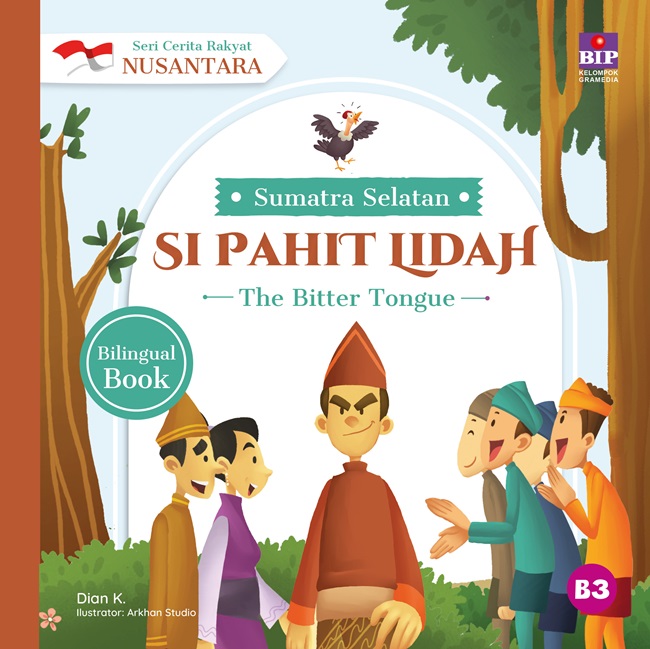 Seri Cerita Rakyat
NUSANTARA
BIP
KELOMPOK
GRAMEDIA
Sumatra Selatan
SI PAHIT LIDAH
The Bitter Tongue
Bilingual
Book
Dian K.
Ilustrator: Arkhan Studio
B3